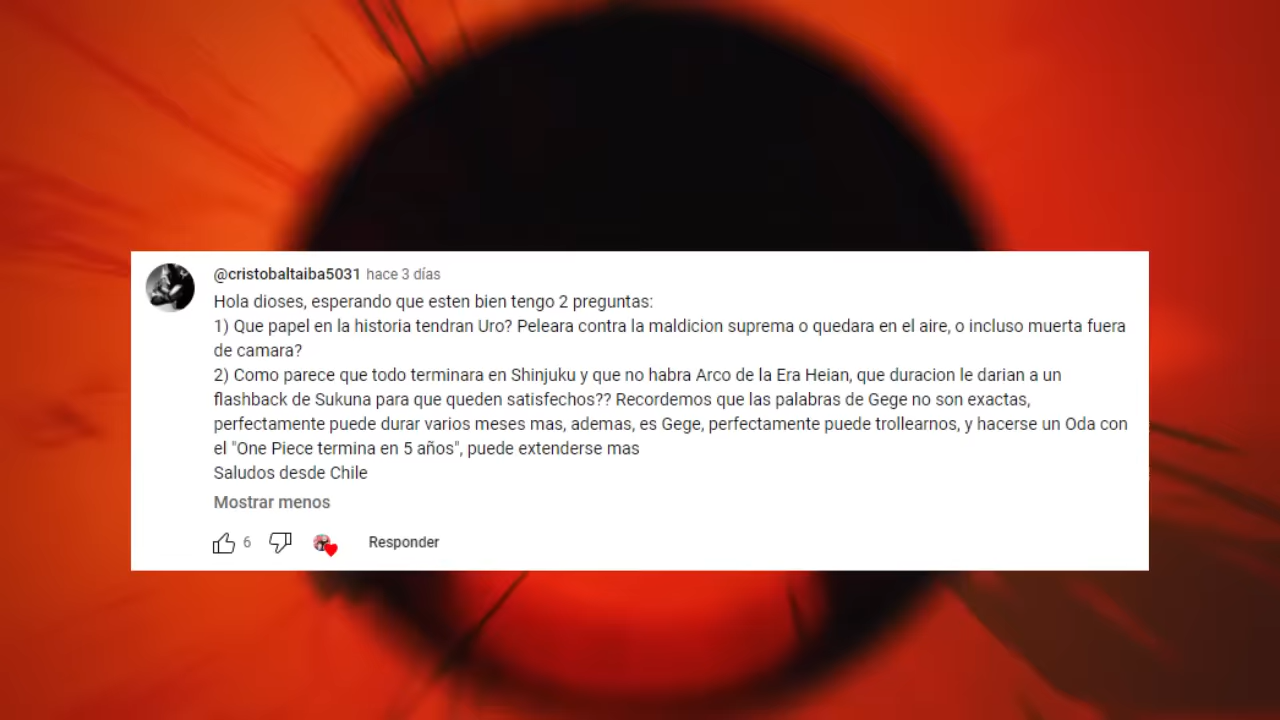 @cristobaltaiba5031 hace 3 días
Hola dioses, esperando que esten bien tengo 2 preguntas:
1) Que papel en la historia tendran Uro? Peleara contra la maldicion suprema o quedara en el aire, o incluso muerta fuera
de camara?
2) Como parece que todo terminara en Shinjuku y que no habra Arco de la Era Heian, que duracion le darian a un
flashback de Sukuna para que queden satisfechos?? Recordemos que las palabras de Gege no son exactas,
perfectamente puede durar varios meses mas, ademas, es Gege, perfectamente puede trollearnos, y hacerse un Oda con
el "One Piece termina en 5 años", puede extenderse mas
Saludos desde Chile
Mostrar menos
6 Responder